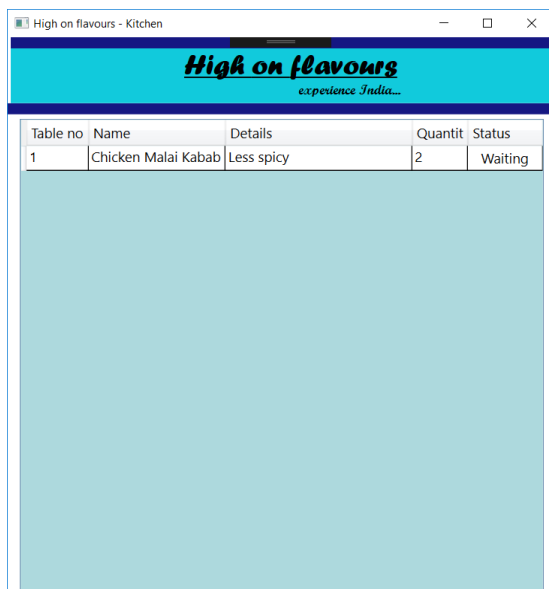 High on flavours - Kitchen
High on flavours
experience India...
Table no Name Details Quantit Status
1 Chicken Malai Kabab Less spicy 2 Waiting